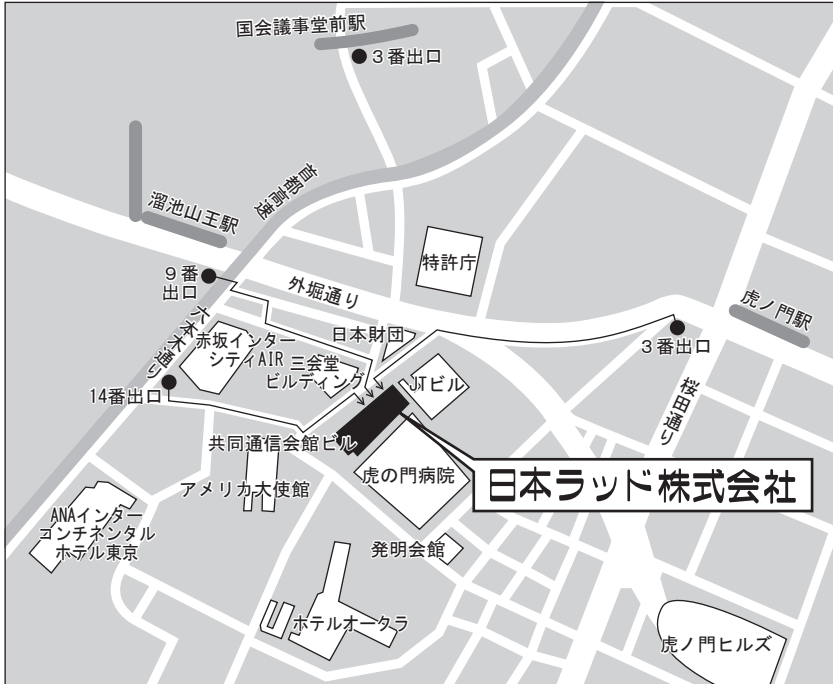 国会議事堂前駅
３番出口
首都高速
溜池山王駅
特許庁
９番
出口
外堀通り
虎ノ門駅
六本木通り
日本財団
３番出口
赤坂インター
シティAIR
三会堂
ビルディング
JTビル
14番出口
桜田通り
共同通信会館ビル
虎の門病院
日本ラッド株式会社
アメリカ大使館
ANAインター
コンチネンタル
ホテル東京
発明会館
ホテルオークラ
虎ノ門ヒルズ